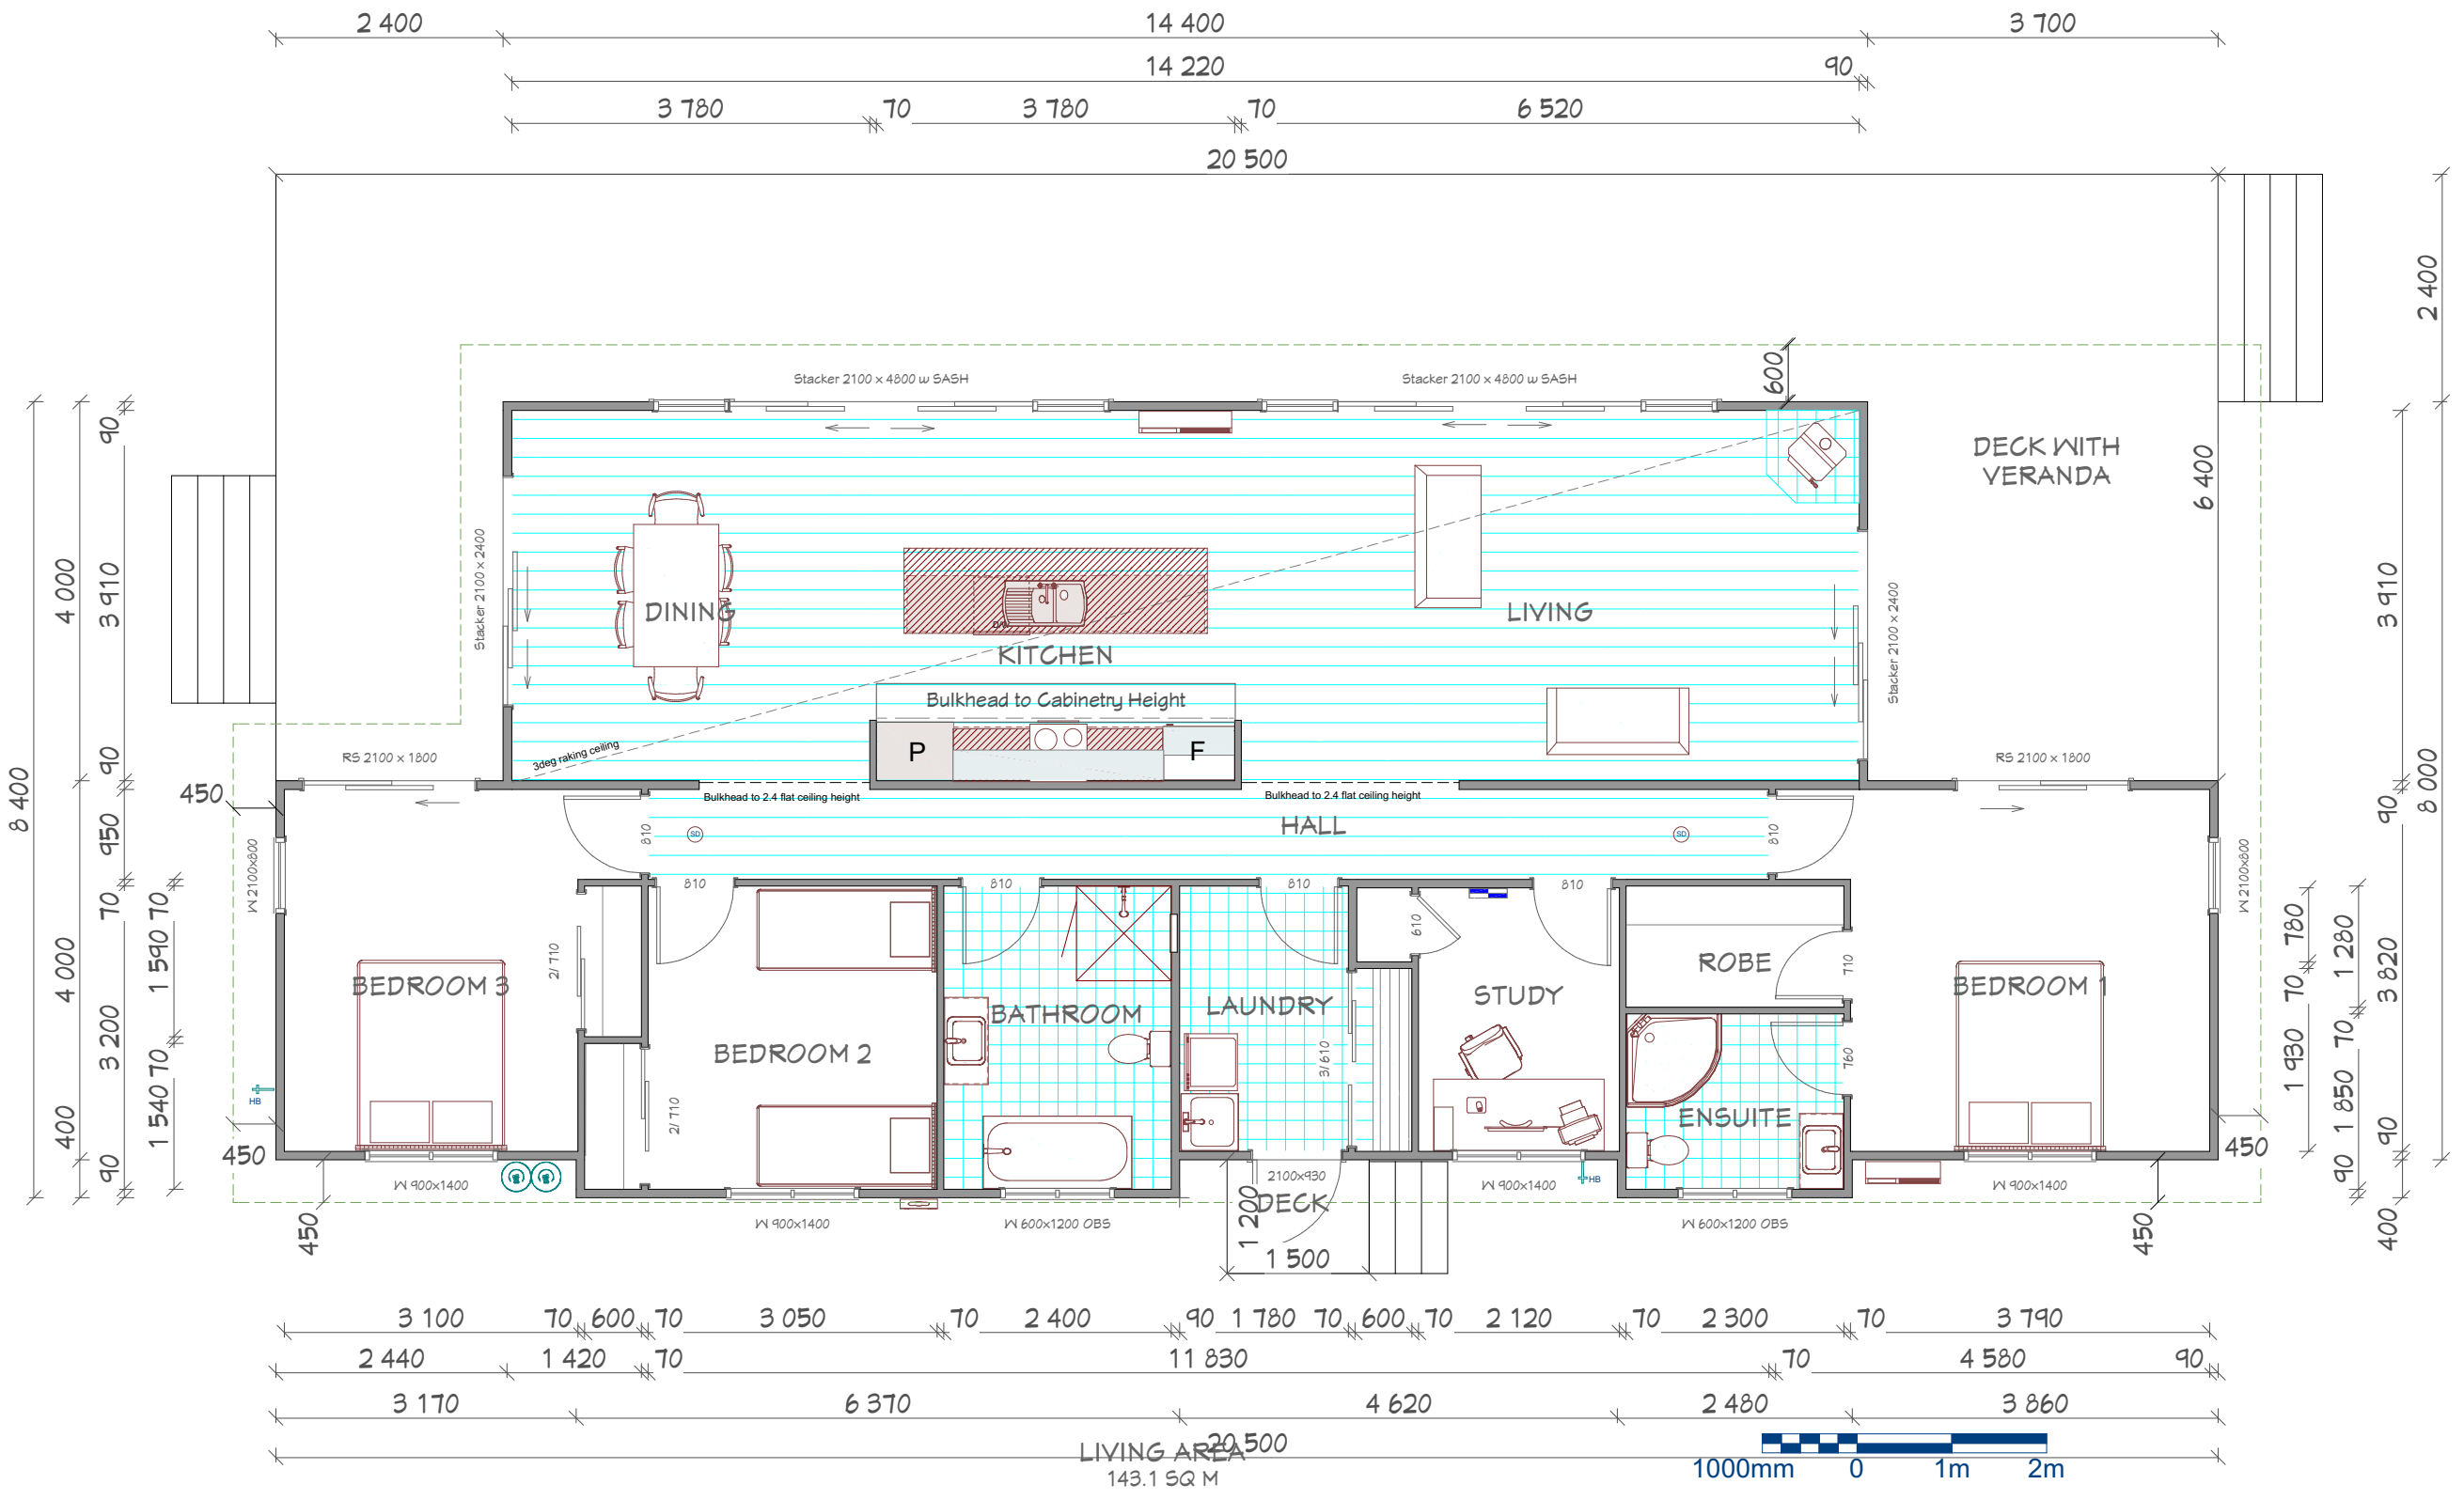 2 400
14 400
3 700
14 220
90
3 780
70
3 780
70
6 520
20 500
2 400
600
Stacker 2100 x 4800 w SASH
Stacker 2100 x 4800 w SASH
90
DECK WITH
VERANDA
6 400
Stacker 2100 x 2400
Stacker 2100 x 2400
4 000
3 910
3 910
DINING
D/W
LIVING
KITCHEN
Bulkhead to Cabinetry Height
P
F
3deg raking ceiling
RS 2100 x 1800
RS 2100 x 1800
90
8 400
8 000
450
Bulkhead to 2.4 flat ceiling height
Bulkhead to 2.4 flat ceiling height
HALL
SD
SD
810
810
950
90
W 2100x800
W 2100x800
810
810
810
810
610
70
70
1 590
4 000
3 200
70
1 540
400
90
2/ 710
2/ 710
3/ 610
710
760
ROBE
BEDROOM 3
BEDROOM 1
STUDY
LAUNDRY
BATHROOM
BEDROOM 2
ENSUITE
780
70
1 930
1 280
70
1 850
90
3 820
90
400
HB
HB
450
450
450
450
W 900x1400
W 900x1400
W 600x1200 OBS
2100x930
DECK
1 200
1 500
W 900x1400
W 600x1200 OBS
W 900x1400
3 100
70
600
70
3 050
70
2 400
90
1 780
70
600
70
2 120
70
2 300
70
3 790
2 440
1 420
70
11 830
70
4 580
90
3 170
6 370
4 620
2 480
3 860
20 500
LIVING AREA
143.1 SQ M
1000mm
0
1m
2m